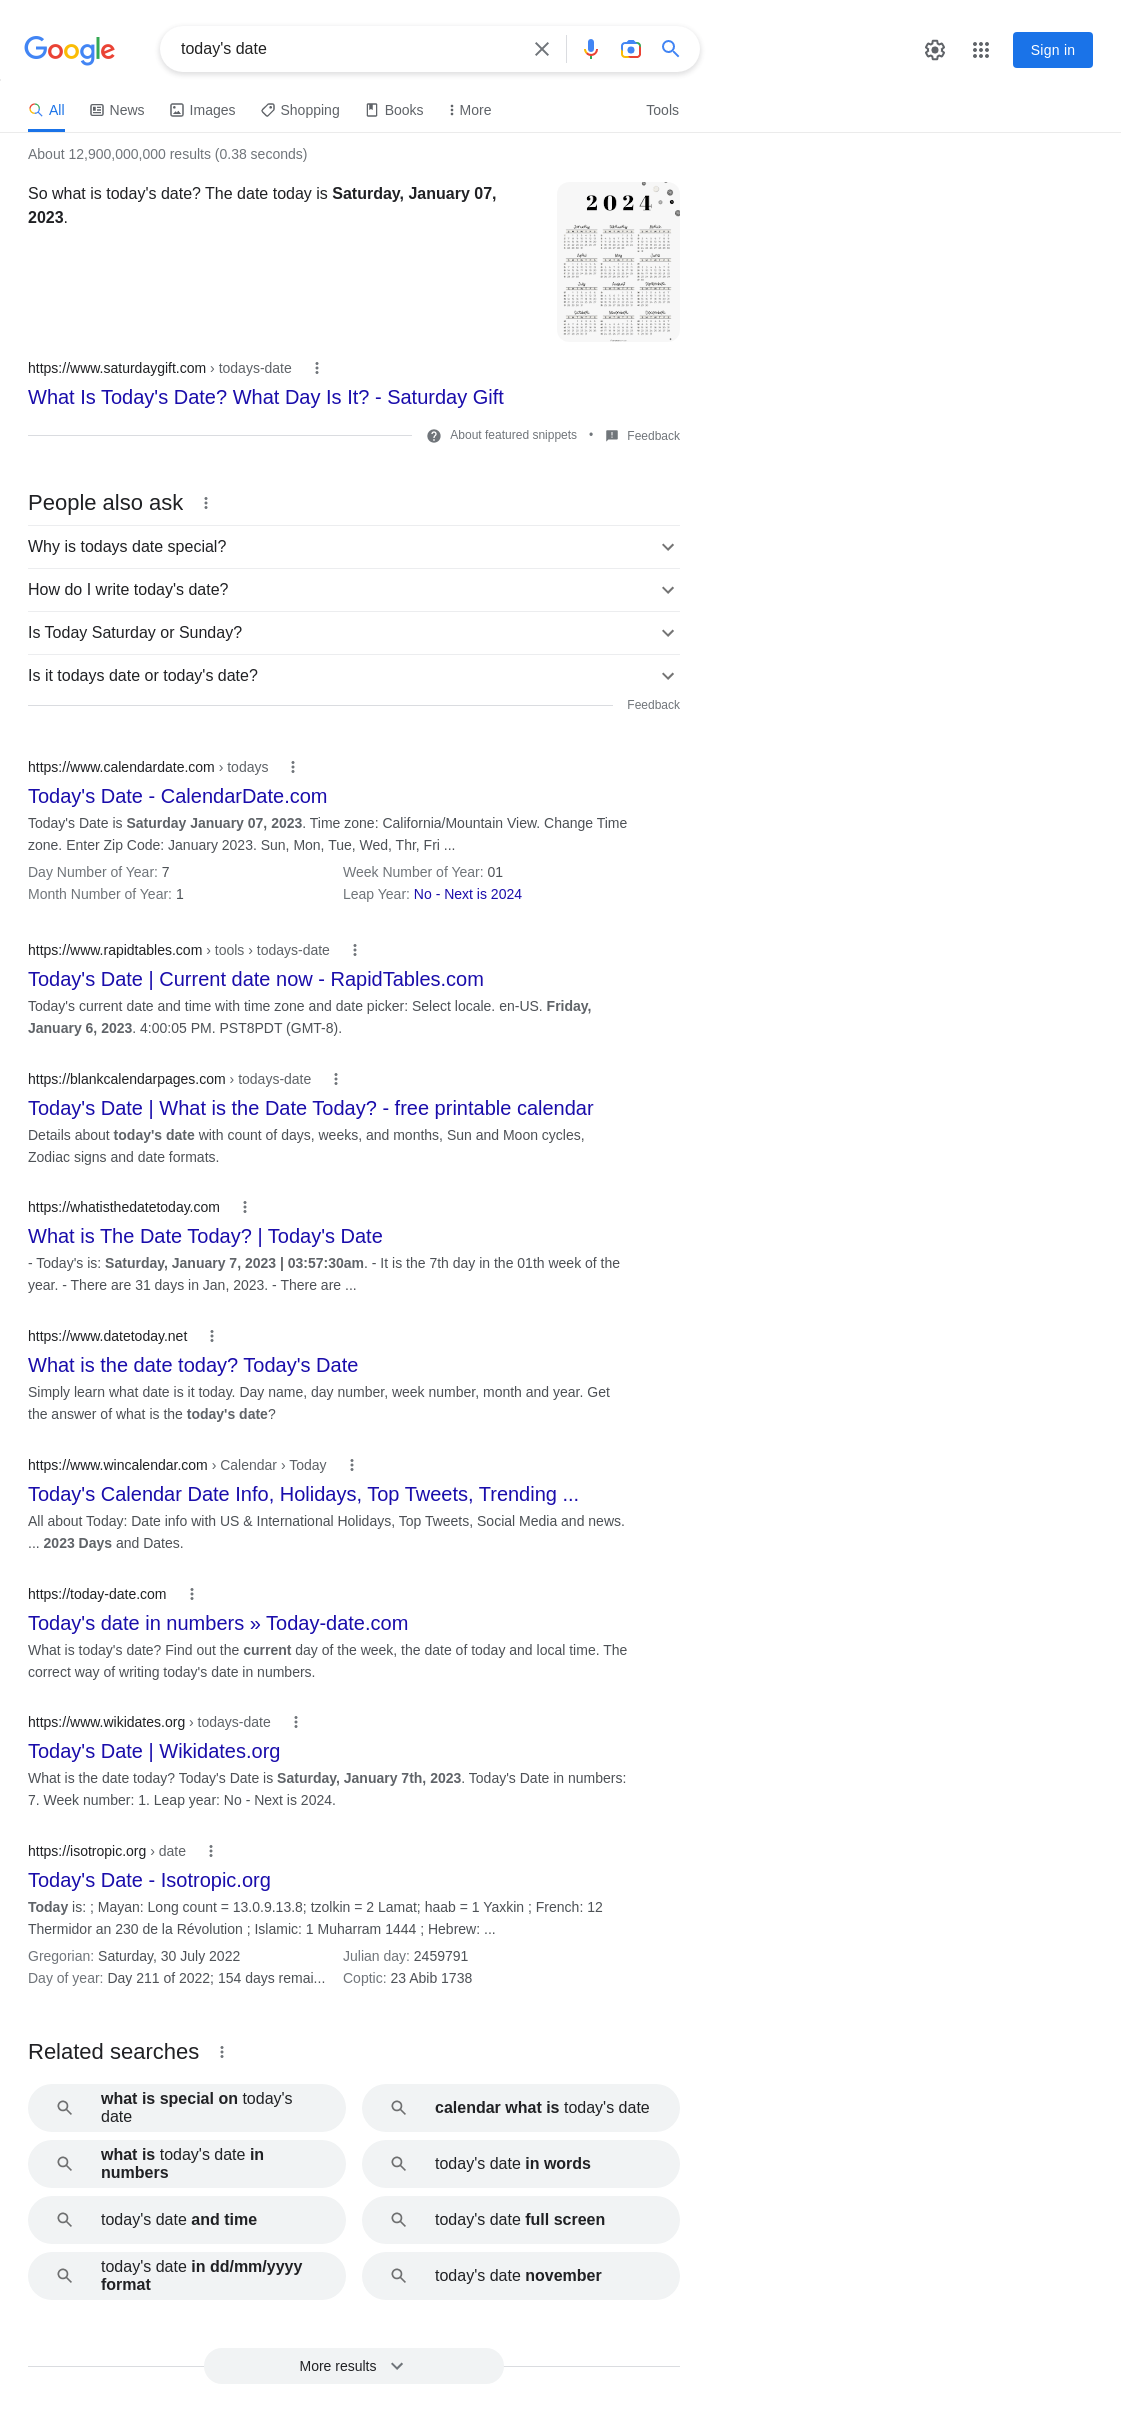 Google
today's date
Sign in
All
News
Images
Shopping
Books
More
Tools
About 12,900,000,000 results (0.38 seconds)
So what is today's date? The date today is Saturday, January 07,
2023.
2024
https://www.saturdaygift.com › todays-date
What Is Today's Date? What Day Is It? - Saturday Gift
About featured snippets • Feedback
People also ask
Why is todays date special?
How do I write today's date?
Is Today Saturday or Sunday?
Is it todays date or today's date?
Feedback
https://www.calendardate.com › todays
Today's Date - CalendarDate.com
Today's Date is Saturday January 07, 2023. Time zone: California/Mountain View. Change Time
zone. Enter Zip Code: January 2023. Sun, Mon, Tue, Wed, Thr, Fri ...
Day Number of Year: 7
Week Number of Year: 01
Month Number of Year: 1
Leap Year: No - Next is 2024
https://www.rapidtables.com › tools › todays-date
Today's Date | Current date now - RapidTables.com
Today's current date and time with time zone and date picker: Select locale. en-US. Friday,
January 6, 2023. 4:00:05 PM. PST8PDT (GMT-8).
https://blankcalendarpages.com › todays-date
Today's Date | What is the Date Today? - free printable calendar
Details about today's date with count of days, weeks, and months, Sun and Moon cycles,
Zodiac signs and date formats.
https://whatisthedatetoday.com
What is The Date Today? | Today's Date
- Today's is: Saturday, January 7, 2023 | 03:57:30am. - It is the 7th day in the 01th week of the
year. - There are 31 days in Jan, 2023. - There are ...
https://www.datetoday.net
What is the date today? Today's Date
Simply learn what date is it today. Day name, day number, week number, month and year. Get
the answer of what is the today's date?
https://www.wincalendar.com › Calendar › Today
Today's Calendar Date Info, Holidays, Top Tweets, Trending ...
All about Today: Date info with US & International Holidays, Top Tweets, Social Media and news.
... 2023 Days and Dates.
https://today-date.com
Today's date in numbers » Today-date.com
What is today's date? Find out the current day of the week, the date of today and local time. The
correct way of writing today's date in numbers.
https://www.wikidates.org › todays-date
Today's Date | Wikidates.org
What is the date today? Today's Date is Saturday, January 7th, 2023. Today's Date in numbers:
7. Week number: 1. Leap year: No - Next is 2024.
https://isotropic.org › date
Today's Date - Isotropic.org
Today is: ; Mayan: Long count = 13.0.9.13.8; tzolkin = 2 Lamat; haab = 1 Yaxkin ; French: 12
Thermidor an 230 de la Révolution ; Islamic: 1 Muharram 1444 ; Hebrew: ...
Gregorian: Saturday, 30 July 2022
Julian day: 2459791
Day of year: Day 211 of 2022; 154 days remai...
Coptic: 23 Abib 1738
Related searches
what is special on today's
date
calendar what is today's date
what is today's date in
numbers
today's date in words
today's date and time
today's date full screen
today's date in dd/mm/yyyy
format
today's date november
More results